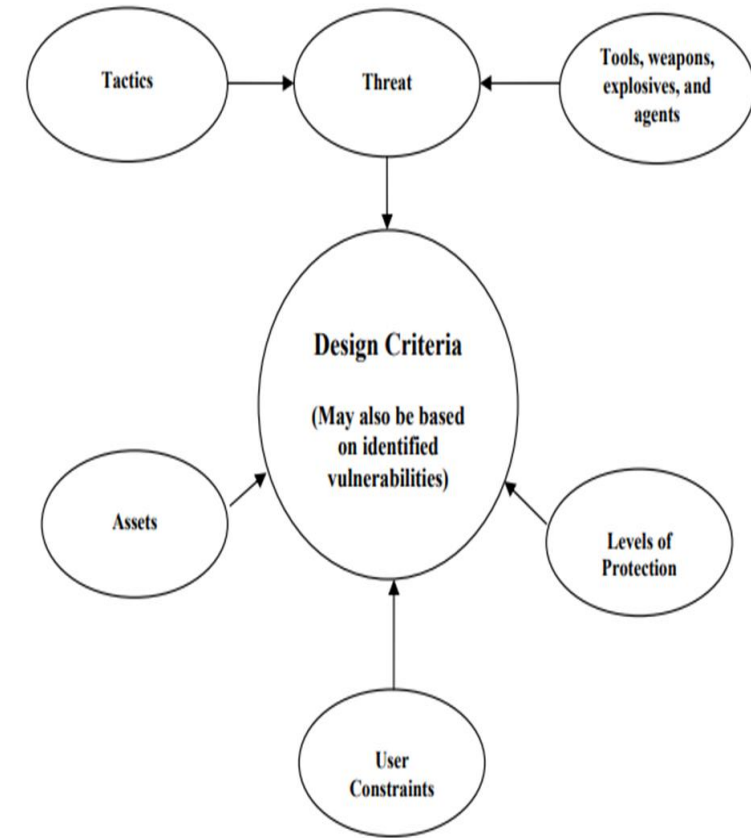 Tactics
Threat
Tools, weapons,
explosives, and
agents
Design Criteria
(May also be based
on identified
vulnerabilities)
Assets
Levels of
Protection
User
Constraints